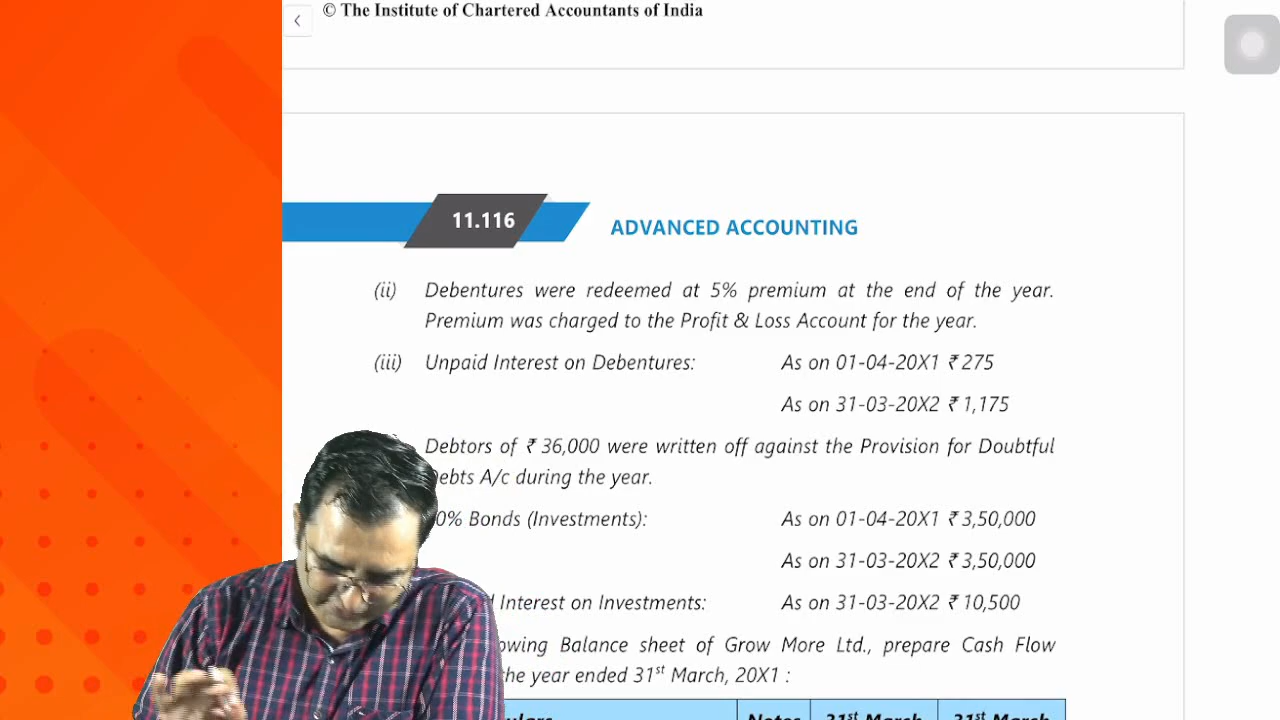 © The Institute of Chartered Accountants of India
11.116
ADVANCED ACCOUNTING
(ii) Debentures were redeemed at 5% premium at the end of the year.
Premium was charged to the Profit & Loss Account for the year.
(iii) Unpaid Interest on Debentures: As on 01-04-20X1 ₹ 275
As on 31-03-20X2 ₹ 1,175
Debtors of ₹ 36,000 were written off against the Provision for Doubtful
A/c during the year.
Bonds (Investments): As on 01-04-20X1 ₹ 3,50,000
As on 31-03-20X2 ₹ 3,50,000
Interest on Investments: As on 31-03-20X2 ₹ 10,500
Balance sheet of Grow More Ltd., prepare Cash Flow
the year ended 31st March, 20X1 :
Notes 31st March 31st March